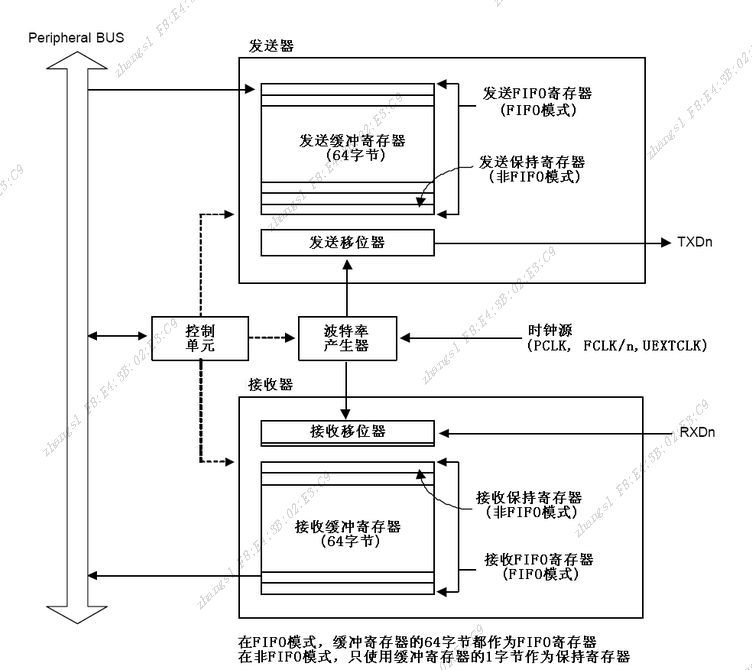 Peripheral BUS
发送器
发送FIFO寄存器
(FIFO模式)
发送缓冲寄存器
(64字节)
发送保持寄存器
(非FIFO模式)
发送移位器
TXDn
控制
单元
波特率
产生器
时钟源
(PCLK, FCLK/n,UEXTCLK)
接收器
接收移位器
RXDn
接收保持寄存器
(非FIFO模式)
接收缓冲寄存器
(64字节)
接收FIFO寄存器
(FIFO模式)
在FIFO模式，缓冲寄存器的64字节都作为FIFO寄存器
在非FIFO模式，只使用缓冲寄存器的1字节作为保持寄存器
zhangsl F8:E4:3B:02:E3:C9